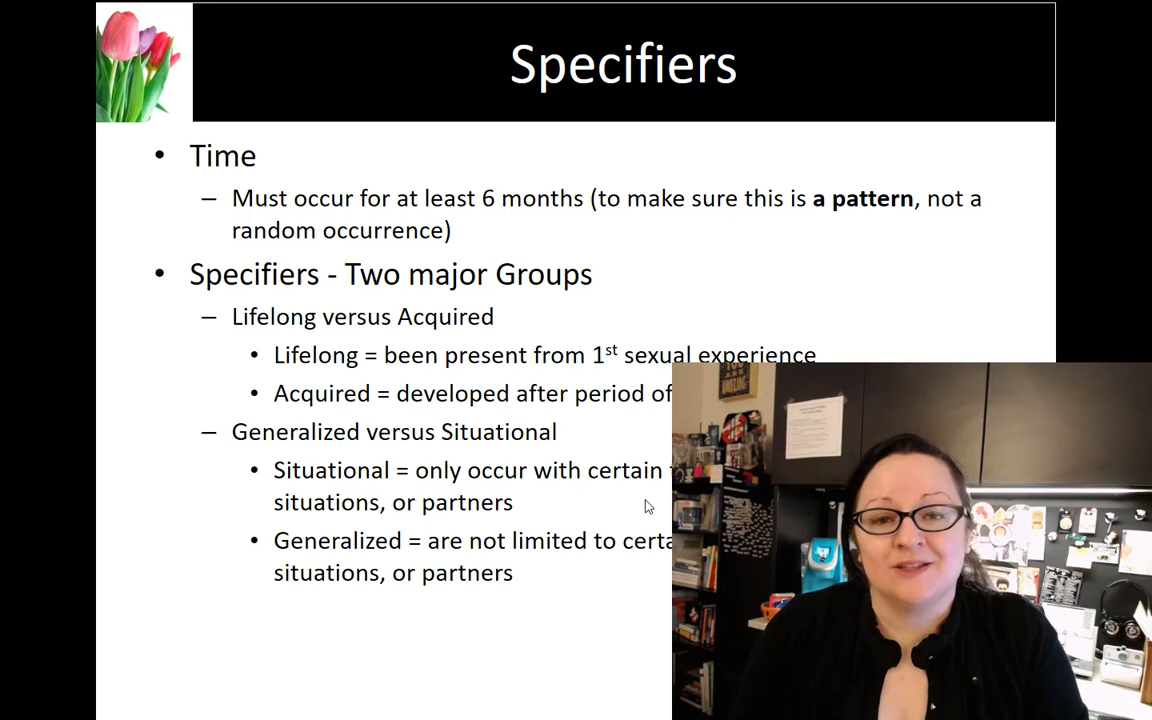 Specifiers
• Time
– Must occur for at least 6 months (to make sure this is a pattern, not a
random occurrence)
• Specifiers - Two major Groups
– Lifelong versus Acquired
• Lifelong = been present from 1st sexual experience
• Acquired = developed after period of
– Generalized versus Situational
• Situational = only occur with certain
situations, or partners
• Generalized = are not limited to
situations, or partners